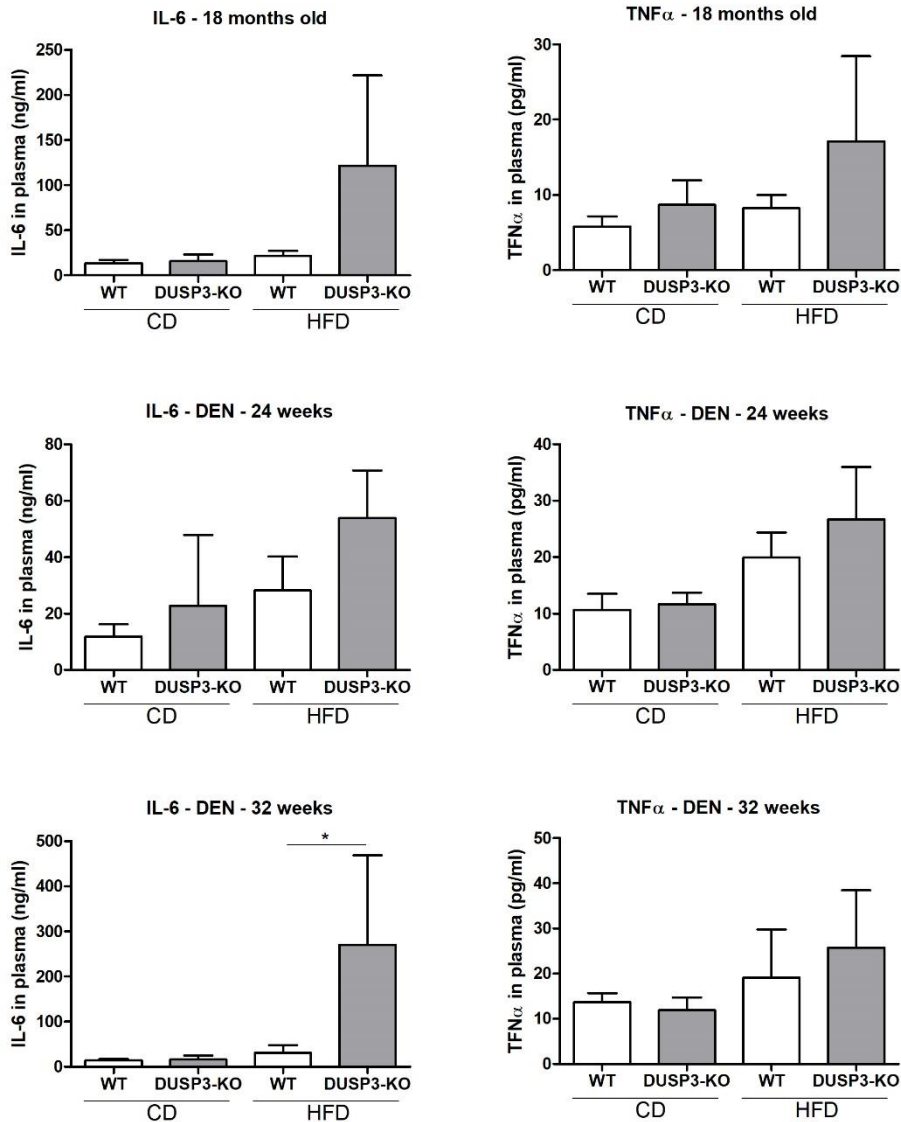 IL-6 - 18 months old
IL-6 in plasma (ng/ml)
250
200
150
100
50
0
WT DUSP3-KO WT DUSP3-KO
CD HFD
TNFα - 18 months old
TFNα in plasma (pg/ml)
30
20
10
0
WT DUSP3-KO WT DUSP3-KO
CD HFD
IL-6 - DEN - 24 weeks
IL-6 in plasma (ng/ml)
80
60
40
20
0
WT DUSP3-KO WT DUSP3-KO
CD HFD
TNFα - DEN - 24 weeks
TFNα in plasma (pg/ml)
40
30
20
10
0
WT DUSP3-KO WT DUSP3-KO
CD HFD
IL-6 - DEN - 32 weeks
IL-6 in plasma (ng/ml)
500
400
300
200
100
0
*
WT DUSP3-KO WT DUSP3-KO
CD HFD
TNFα - DEN - 32 weeks
TFNα in plasma (pg/ml)
50
40
30
20
10
0
WT DUSP3-KO WT DUSP3-KO
CD HFD